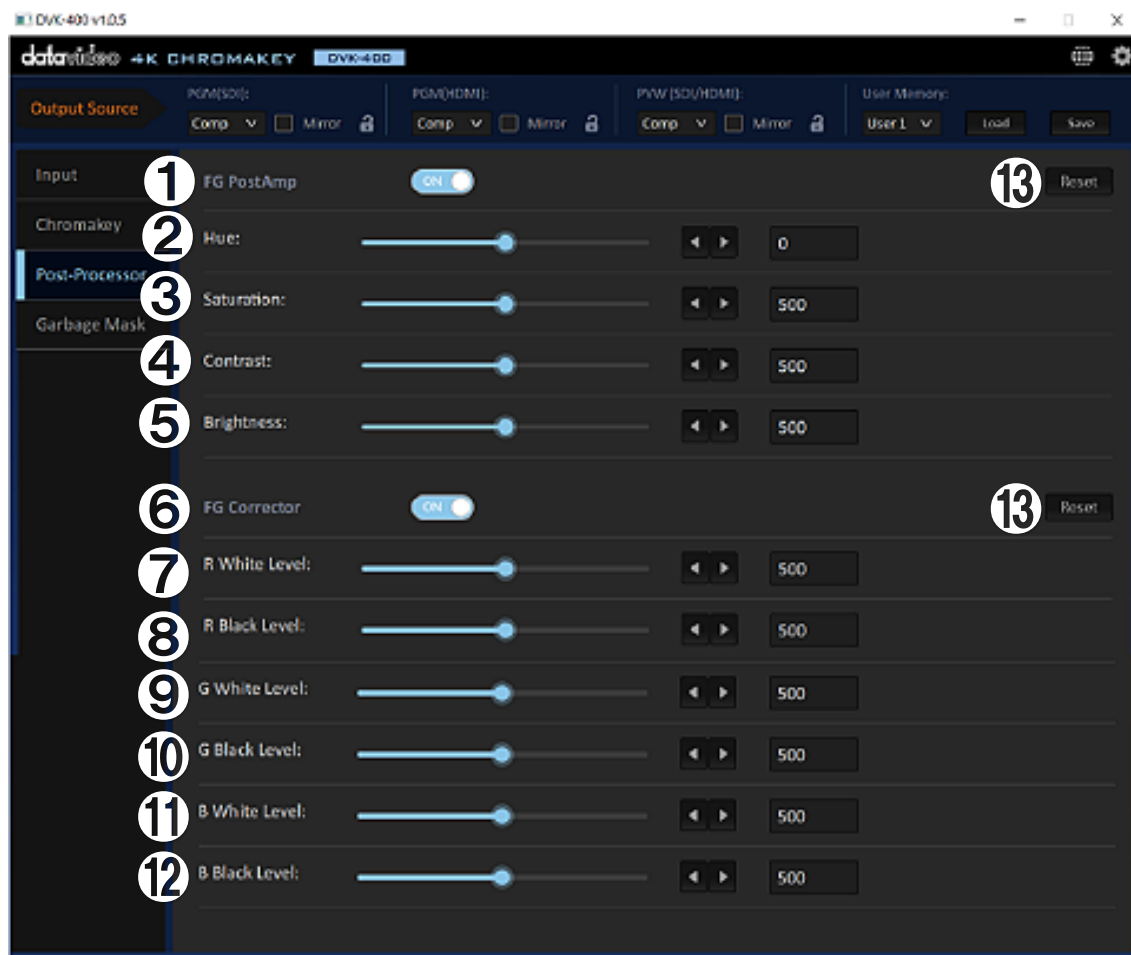 DVK-400 v1.0.5
datavideo 4K CHROMAKEY DVK-400
Output Source
PGM(SDI): PGM(HDMI): PVW (SDI/HDMI): User Memory:
Comp Mirror Comp Mirror Comp Mirror User 1 Load Save
Input
Chromakey
Post-Processor
Garbage Mask
① FG PostAmp ON ⑬ Reset
② Hue: 0
③ Saturation: 500
④ Contrast: 500
⑤ Brightness: 500
⑥ FG Corrector ON ⑬ Reset
⑦ R White Level: 500
⑧ R Black Level: 500
⑨ G White Level: 500
⑩ G Black Level: 500
⑪ B White Level: 500
⑫ B Black Level: 500